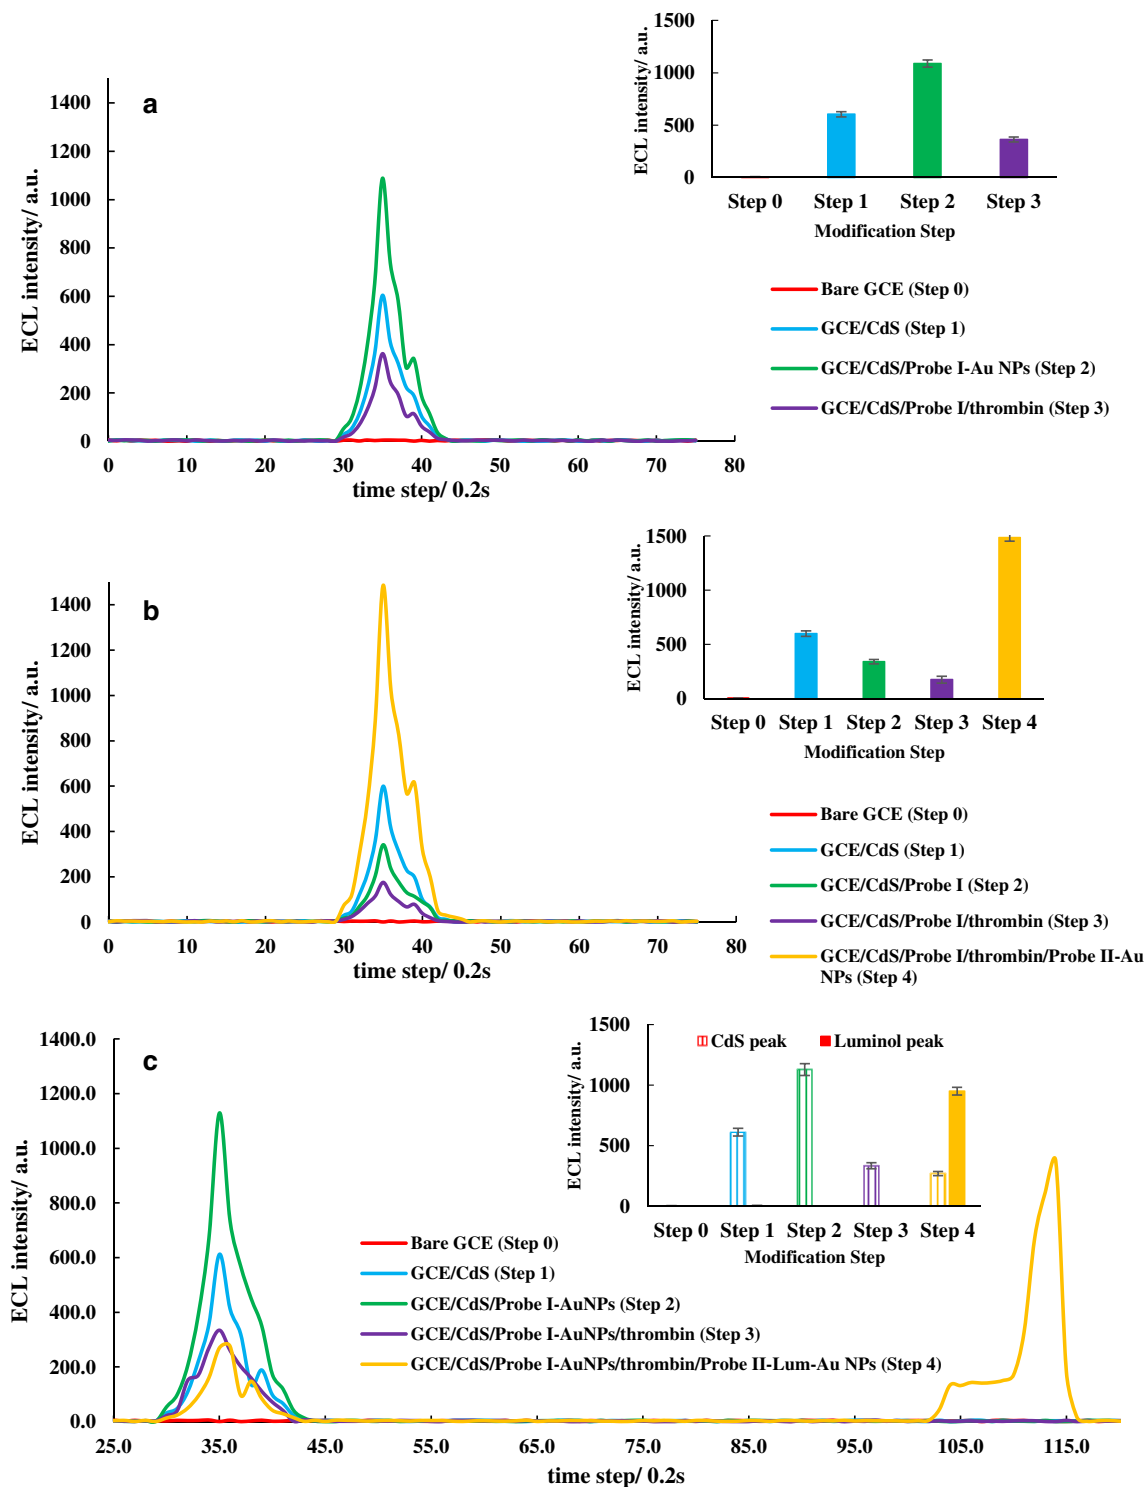 a
ECL intensity/ a.u.
1400
1200
1000
800
600
400
200
0
0 10 20 30 40 50 60 70 80
time step/ 0.2s
ECL intensity/ a.u.
1500
1000
500
0
Step 0 Step 1 Step 2 Step 3
Modification Step
Bare GCE (Step 0)
GCE/CdS (Step 1)
GCE/CdS/Probe I-Au NPs (Step 2)
GCE/CdS/Probe I/thrombin (Step 3)
b
ECL intensity/ a.u.
1400
1200
1000
800
600
400
200
0
0 10 20 30 40 50 60 70 80
time step/ 0.2s
ECL intensity/ a.u.
1500
1000
500
0
Step 0 Step 1 Step 2 Step 3 Step 4
Modification Step
Bare GCE (Step 0)
GCE/CdS (Step 1)
GCE/CdS/Probe I (Step 2)
GCE/CdS/Probe I/thrombin (Step 3)
GCE/CdS/Probe I/thrombin/Probe II-Au
NPs (Step 4)
c
ECL intensity/ a.u.
1400.0
1200.0
1000.0
800.0
600.0
400.0
200.0
0.0
25.0 35.0 45.0 55.0 65.0 75.0 85.0 95.0 105.0 115.0
time step/ 0.2s
ECL intensity/ a.u.
1500
1000
500
0
CdS peak Luminol peak
Step 0 Step 1 Step 2 Step 3 Step 4
Modification Step
Bare GCE (Step 0)
GCE/CdS (Step 1)
GCE/CdS/Probe I-AuNPs (Step 2)
GCE/CdS/Probe I-AuNPs/thrombin (Step 3)
GCE/CdS/Probe I-AuNPs/thrombin/Probe II-Lum-Au NPs (Step 4)